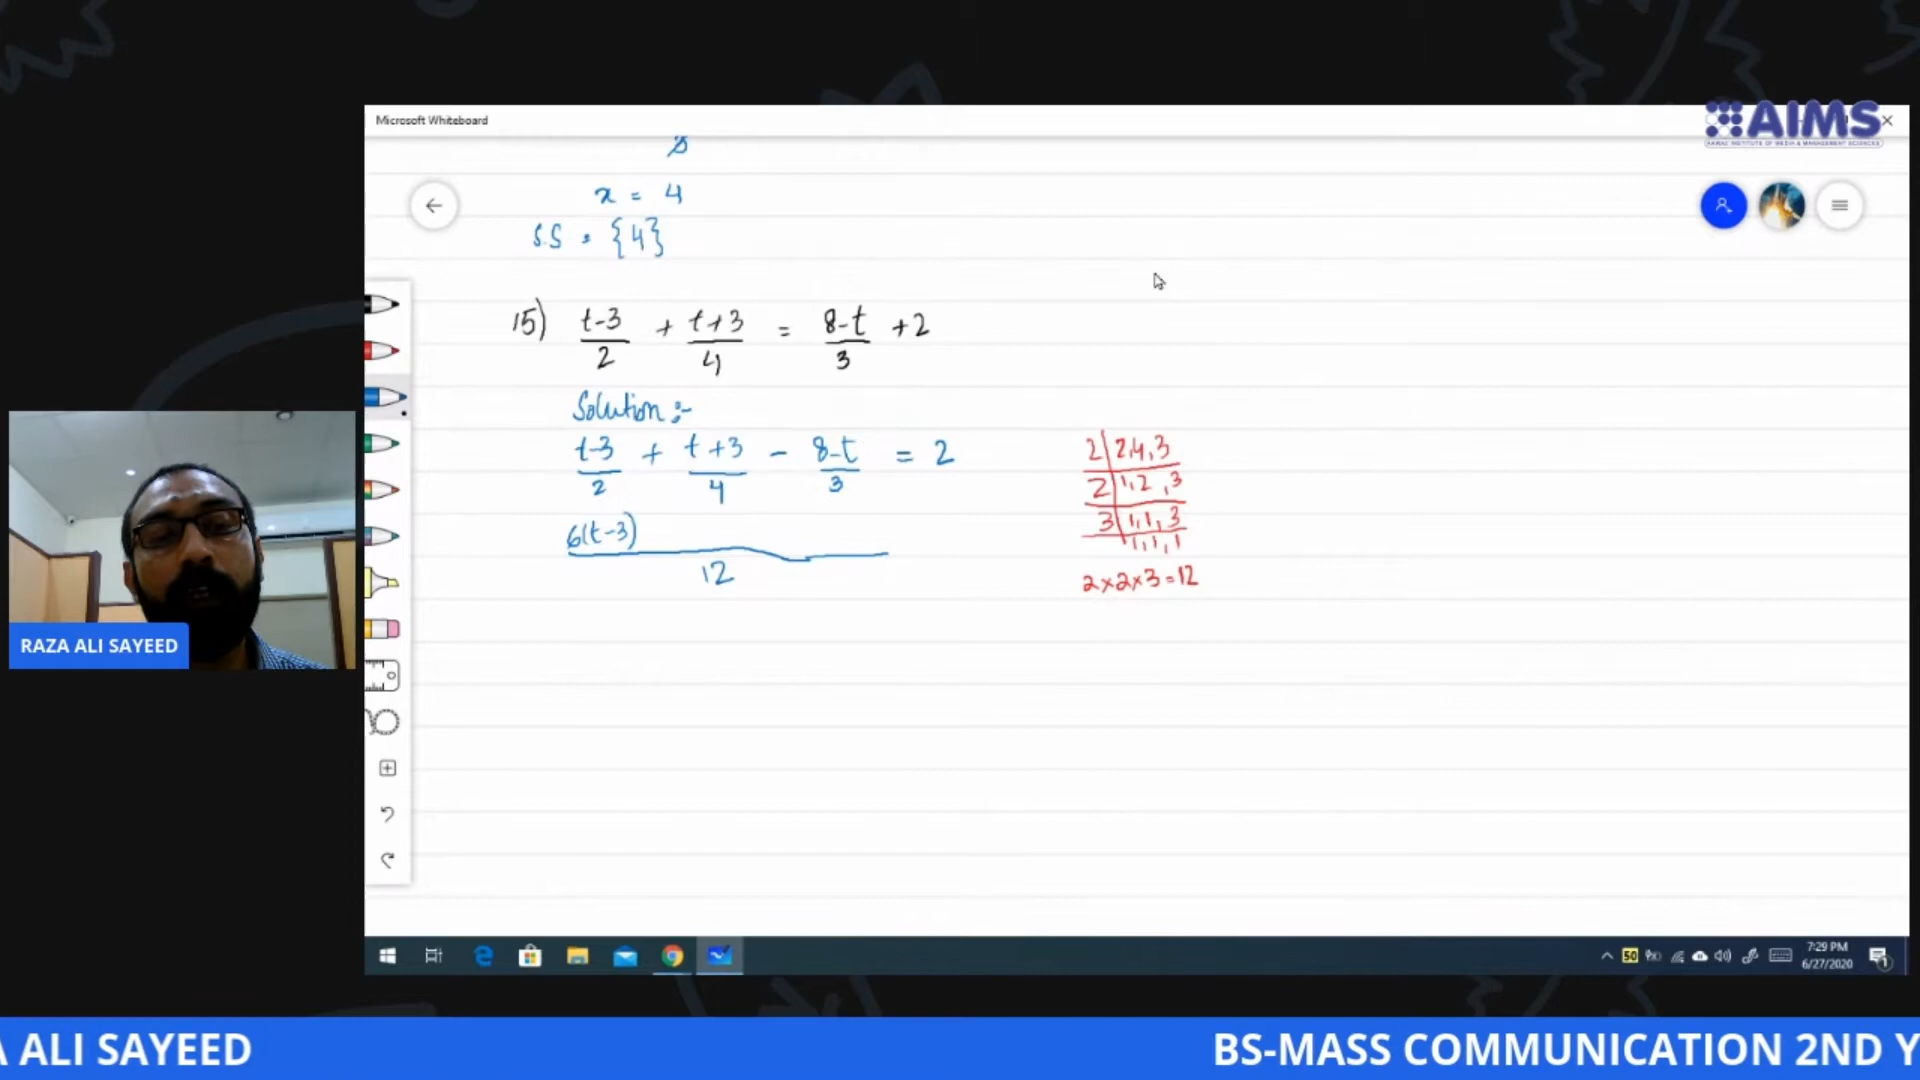 AIMS
Microsoft Whiteboard
x = 4
S.S = {4}
15) t-3/2 + t+3/4 = 8-t/3 + 2
Solution:-
t-3/2 + t+3/4 - 8-t/3 = 2
6(t-3)
12
2 | 2,4,3
2 | 1,2,3
3 | 1,1,3
1,1,1
2×2×3=12
RAZA ALI SAYEED
50
7:29 PM
6/27/2020
A ALI SAYEED
BS-MASS COMMUNICATION 2ND Y